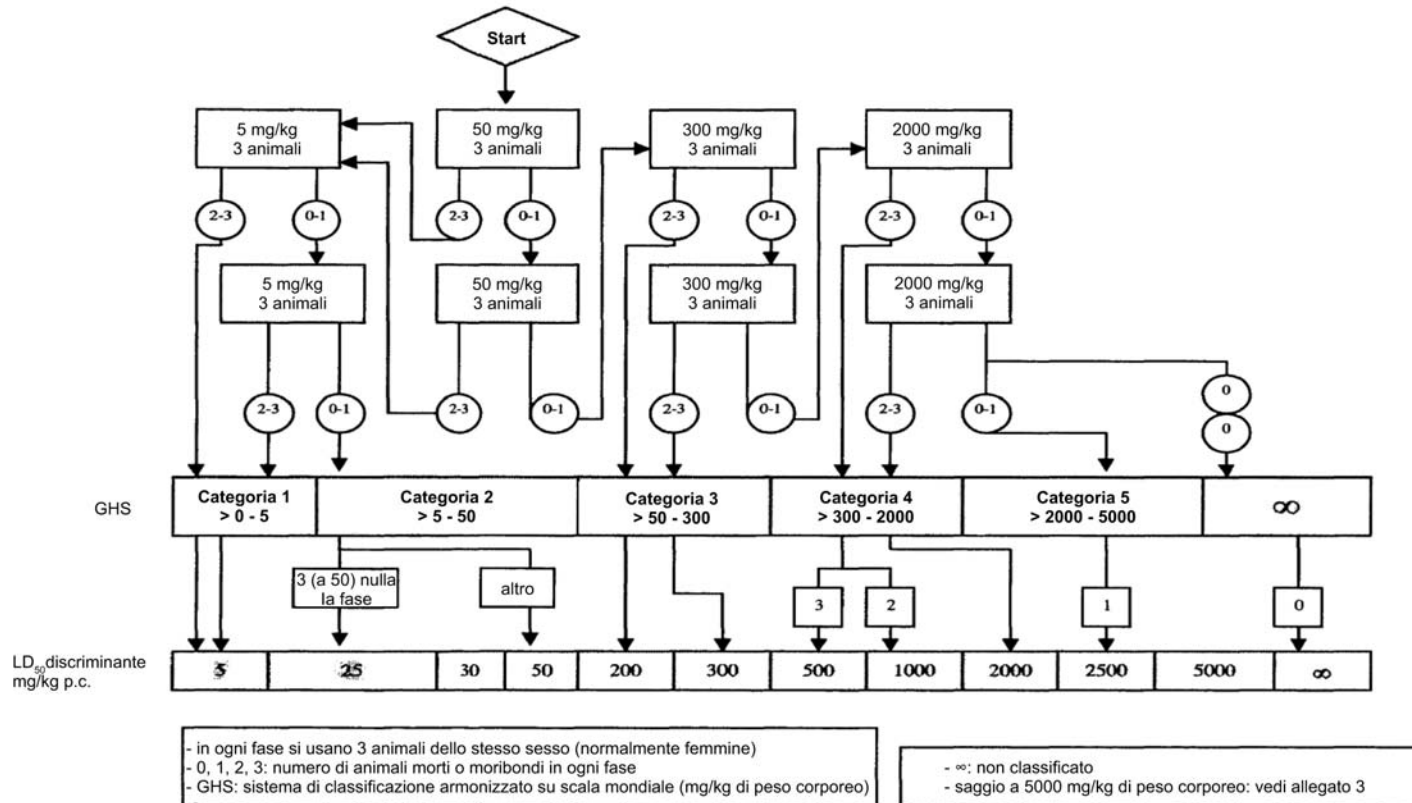 Start
5 mg/kg
3 animali
50 mg/kg
3 animali
300 mg/kg
3 animali
2000 mg/kg
3 animali
2-3
0-1
2-3
0-1
2-3
0-1
2-3
0-1
5 mg/kg
3 animali
50 mg/kg
3 animali
300 mg/kg
3 animali
2000 mg/kg
3 animali
2-3
0-1
2-3
0-1
2-3
0-1
2-3
0-1
0
0
GHS
Categoria 1
> 0 - 5
Categoria 2
> 5 - 50
Categoria 3
> 50 - 300
Categoria 4
> 300 - 2000
Categoria 5
> 2000 - 5000
∞
3 (a 50) nulla
Ia fase
altro
3
2
1
0
LD50 discriminante
mg/kg p.c.
5
25
30
50
200
300
500
1000
2000
2500
5000
∞
- in ogni fase si usano 3 animali dello stesso sesso (normalmente femmine)
- 0, 1, 2, 3: numero di animali morti o moribondi in ogni fase
- GHS: sistema di classificazione armonizzato su scala mondiale (mg/kg di peso corporeo)
- ∞: non classificato
- saggio a 5000 mg/kg di peso corporeo: vedi allegato 3